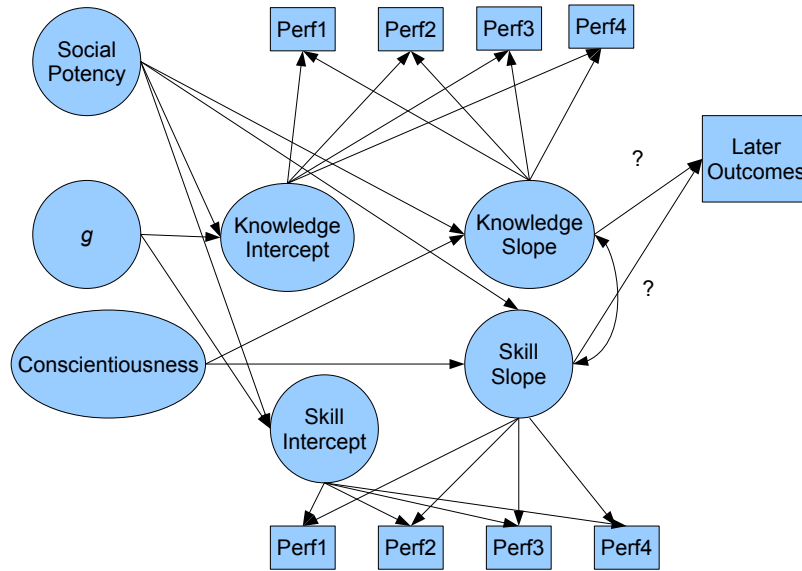 Perf1
Perf2
Perf3
Perf4
Social
Potency
Later
Outcomes
?
g
Knowledge
Intercept
Knowledge
Slope
?
Conscientiousness
Skill
Slope
Skill
Intercept
Perf1
Perf2
Perf3
Perf4